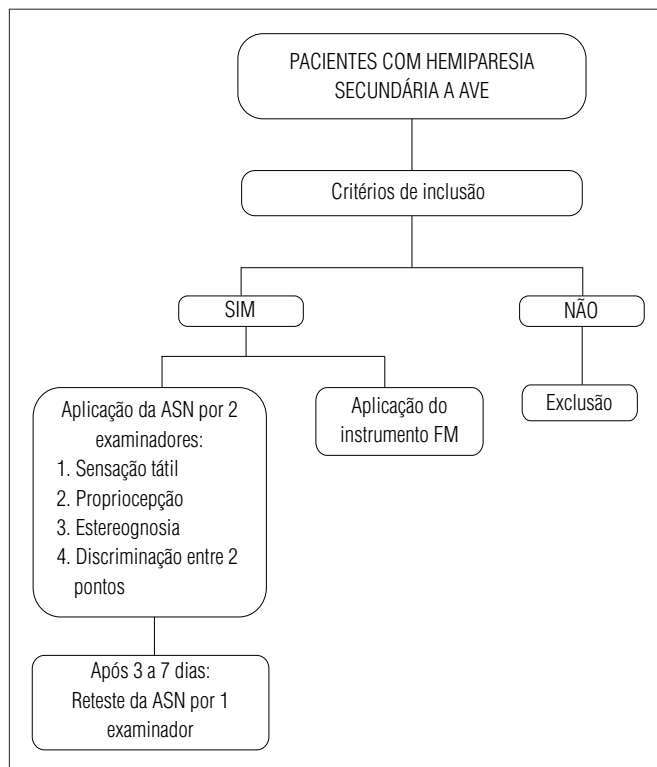 PACIENTES COM HEMIPARESIA
SECUNDÁRIA A AVE
Critérios de inclusão
SIM
NÃO
Aplicação da ASN por 2
examinadores:
1. Sensação tátil
2. Propriocepção
3. Estereognosia
4. Discriminação entre 2
pontos
Aplicação do
instrumento FM
Exclusão
Após 3 a 7 dias:
Reteste da ASN por 1
examinador